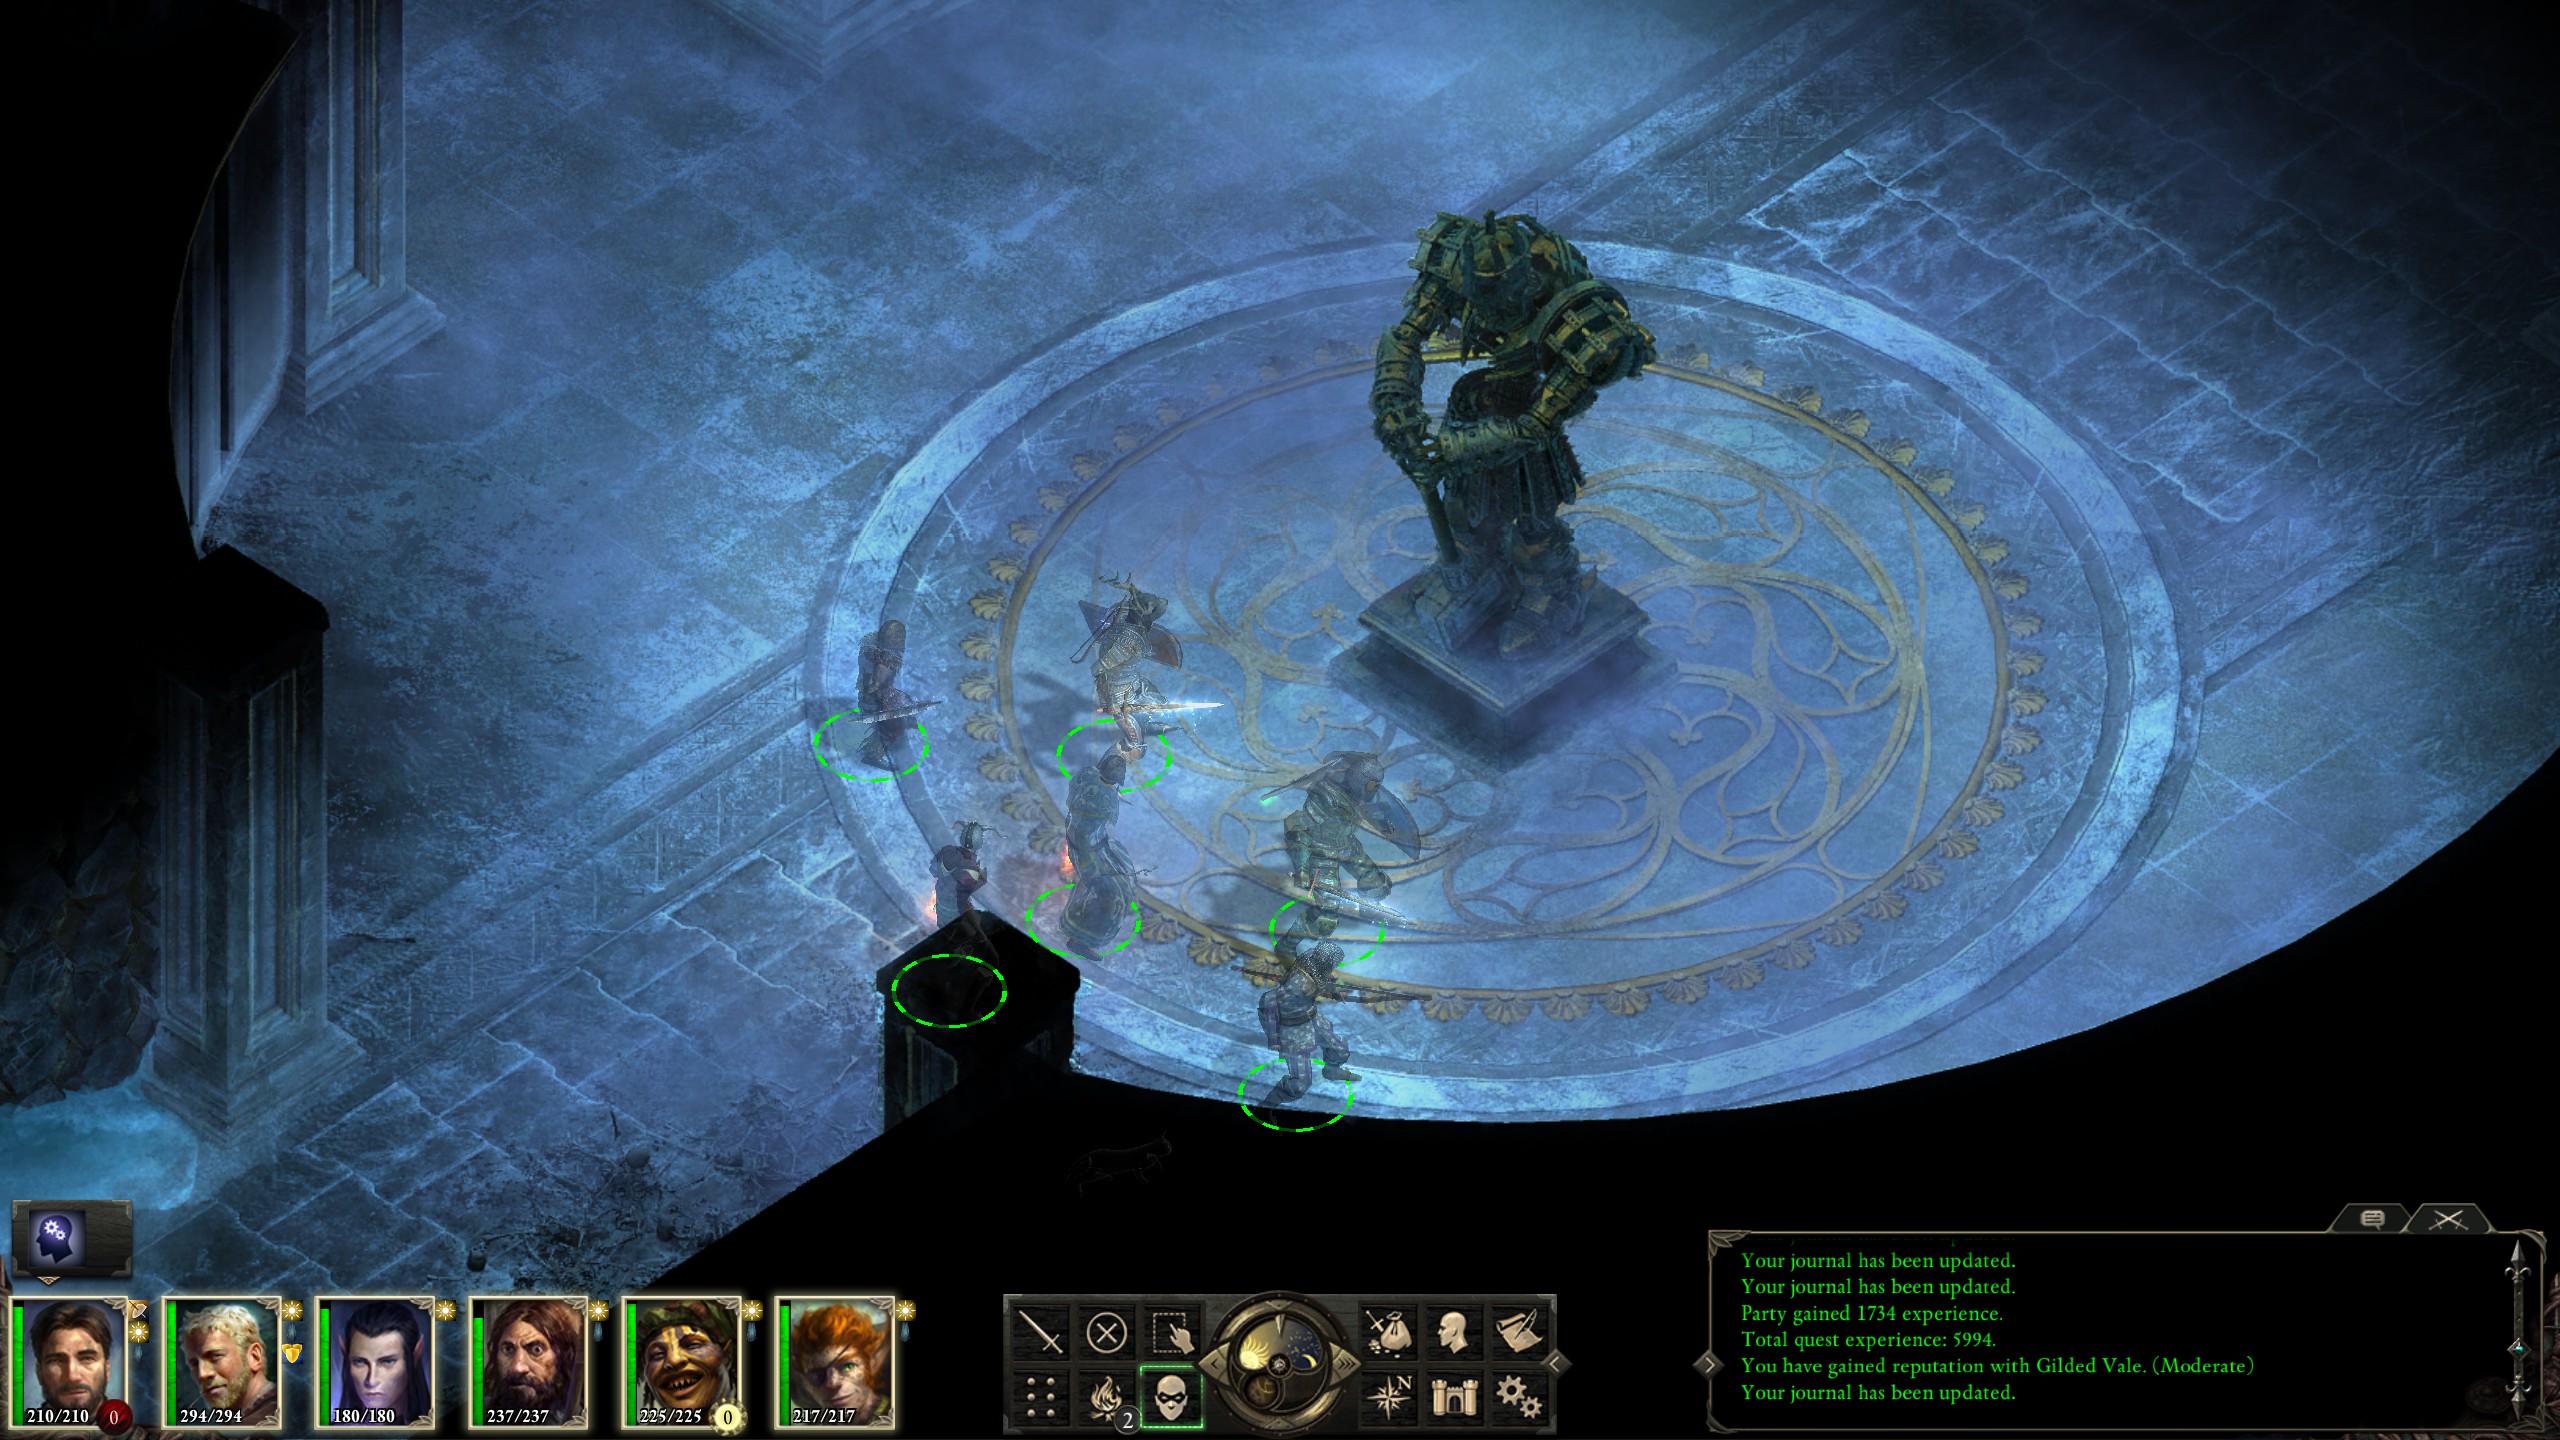 Your journal has been updated.
Your journal has been updated.
Party gained 1734 experience.
Total quest experience: 5994.
You have gained reputation with Gilded Vale. (Moderate)
Your journal has been updated.
210/210 0
294/294
180/180
237/237
225/225 0
217/217
2
N